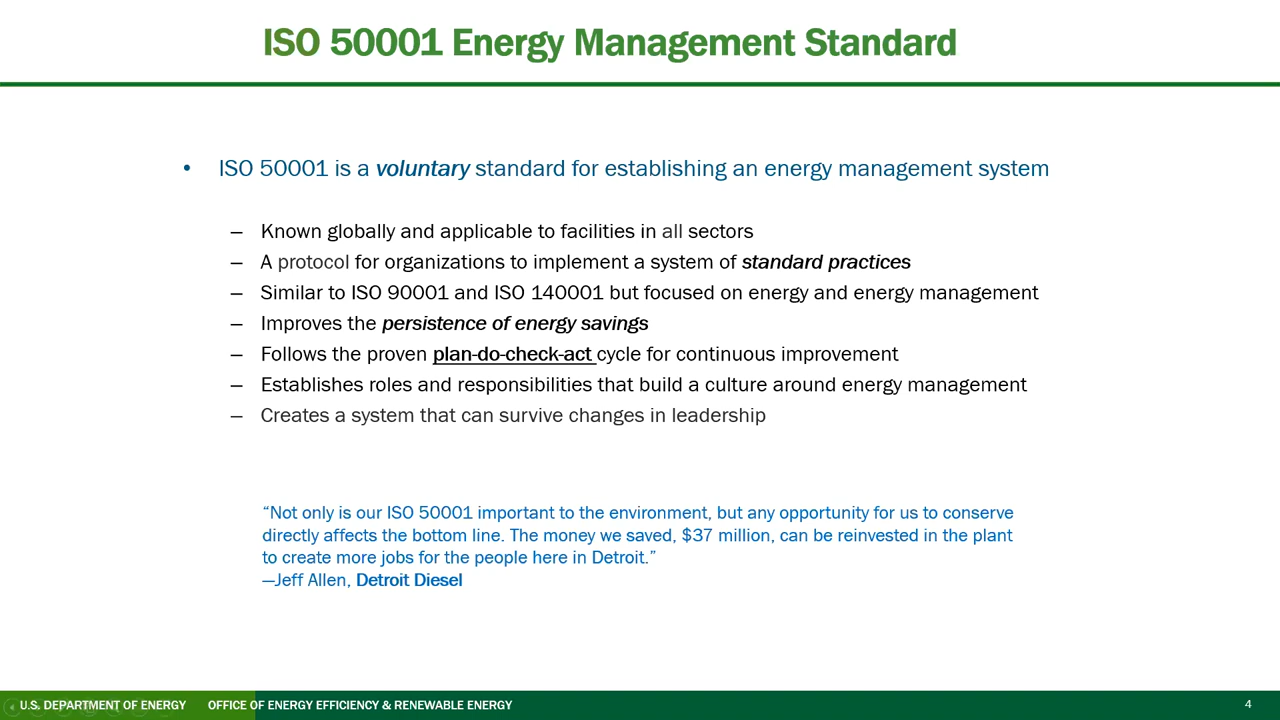 ISO 50001 Energy Management Standard
• ISO 50001 is a voluntary standard for establishing an energy management system
– Known globally and applicable to facilities in all sectors
– A protocol for organizations to implement a system of standard practices
– Similar to ISO 90001 and ISO 140001 but focused on energy and energy management
– Improves the persistence of energy savings
– Follows the proven plan-do-check-act cycle for continuous improvement
– Establishes roles and responsibilities that build a culture around energy management
– Creates a system that can survive changes in leadership
“Not only is our ISO 50001 important to the environment, but any opportunity for us to conserve
directly affects the bottom line. The money we saved, $37 million, can be reinvested in the plant
to create more jobs for the people here in Detroit.”
—Jeff Allen, Detroit Diesel
U.S. DEPARTMENT OF ENERGY OFFICE OF ENERGY EFFICIENCY & RENEWABLE ENERGY 4